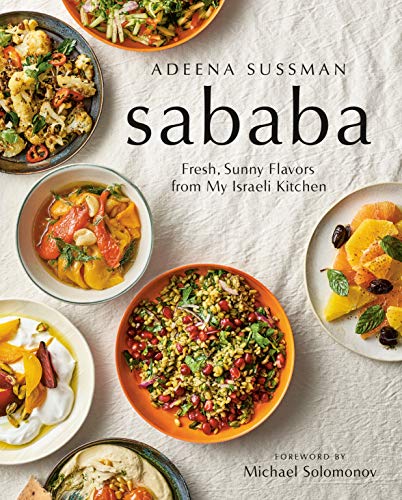 ADEENA SUSSMAN
sababa
Fresh, Sunny Flavors
from My Israeli Kitchen
FOREWORD BY
Michael Solomonov